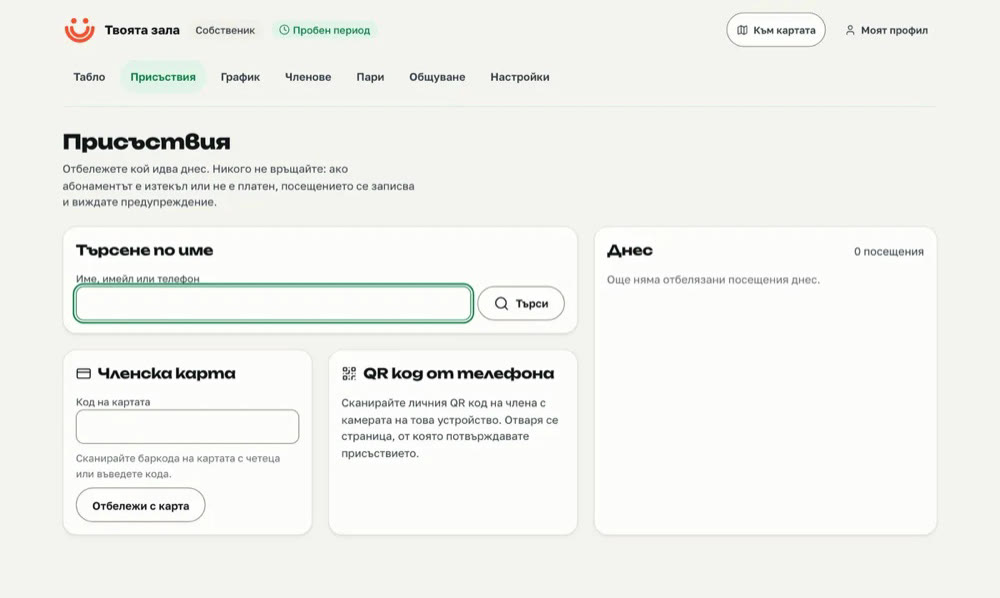 Твоята зала
Собственик
Пробен период
Към картата
Моят профил
Табло
Присъствия
График
Членове
Пари
Общуване
Настройки
Присъствия
Отбележете кой идва днес. Никого не връщайте: ако
абонаментът е изтекъл или не е платен, посещението се записва
и виждате предупреждение.
Търсене по име
Име, имейл или телефон
Търси
Днес
0 посещения
Още няма отбелязани посещения днес.
Членска карта
Код на картата
Сканирайте баркода на картата с четеца
или въведете кода.
Отбележи с карта
QR код от телефона
Сканирайте личния QR код на члена с
камерата на това устройство. Отваря се
страница, от която потвърждавате
присъствието.